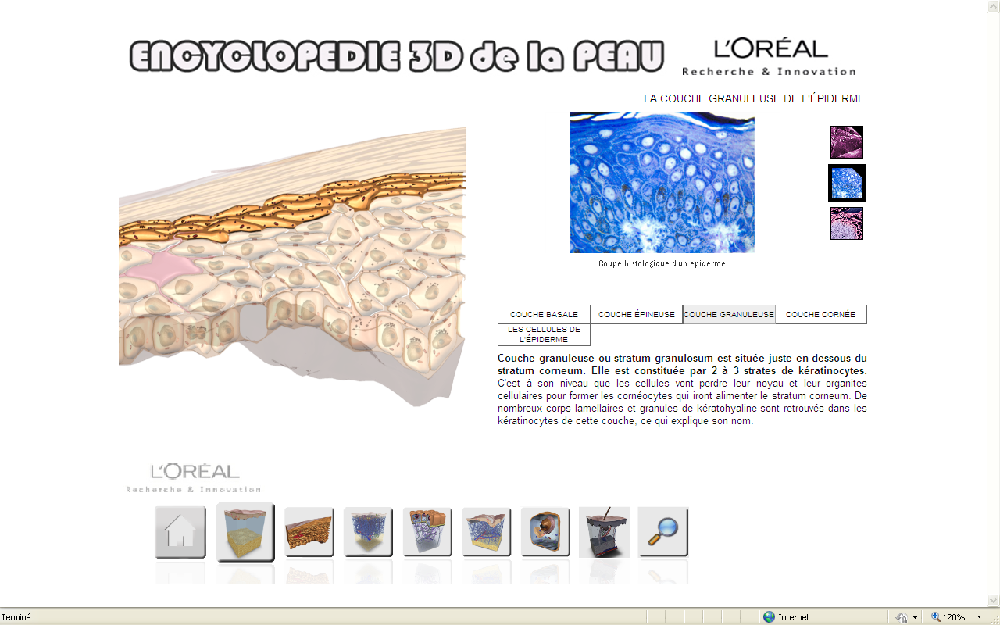 ENCYCLOPEDIE 3D de la PEAU
L'ORÉAL
Recherche & Innovation
LA COUCHE GRANULEUSE DE L'ÉPIDERME
Coupe histologique d'un epiderme
COUCHE BASALE
COUCHE ÉPINEUSE
COUCHE GRANULEUSE
COUCHE CORNÉE
LES CELLULES DE
L'ÉPIDERME
Couche granuleuse ou stratum granulosum est située juste en dessous du
stratum corneum. Elle est constituée par 2 à 3 strates de kératinocytes.
C'est à son niveau que les cellules vont perdre leur noyau et leur organites
cellulaires pour former les cornéocytes qui iront alimenter le stratum corneum. De
nombreux corps lamellaires et granules de kératohyaline sont retrouvés dans les
kératinocytes de cette couche, ce qui explique son nom.
L'ORÉAL
Recherche & Innovation
Terminé
Internet
120%